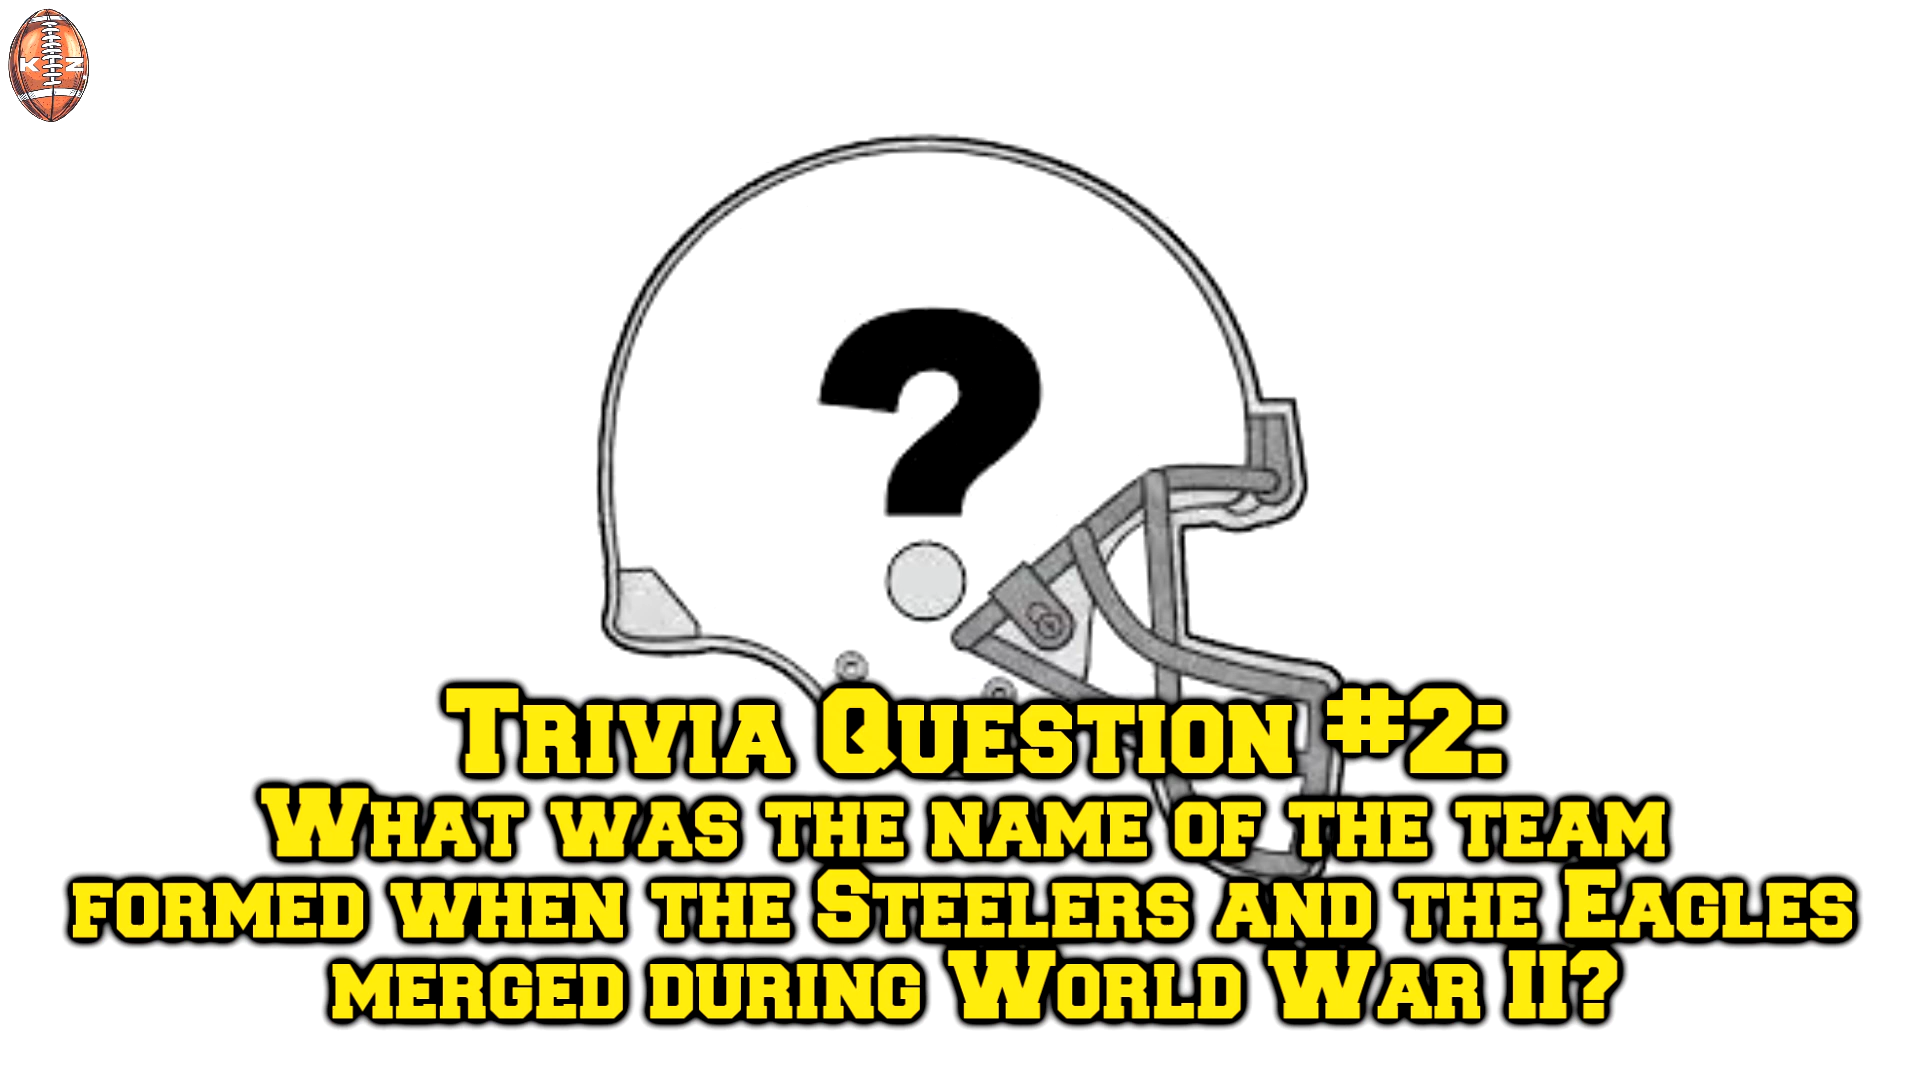 K Z
Trivia Question #2:
What was the name of the team
formed when the Steelers and the Eagles
merged during World War II?